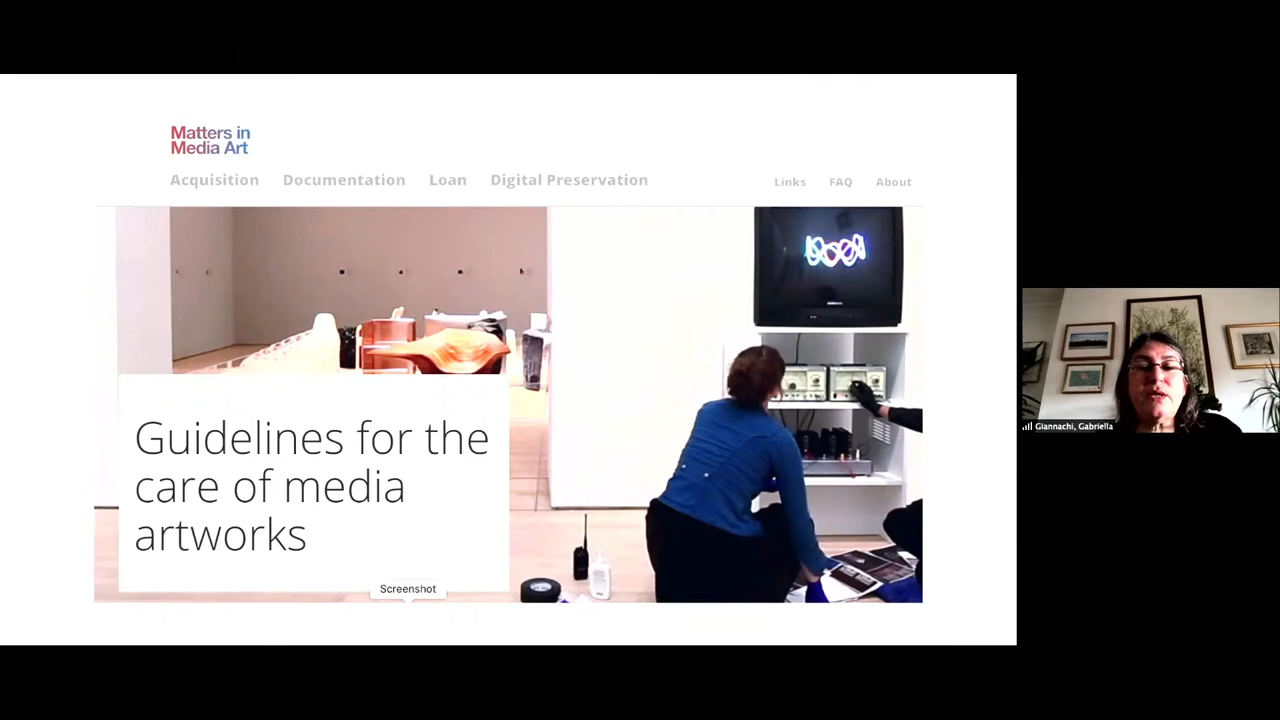 Matters in
Media Art
Acquisition Documentation Loan Digital Preservation Links FAQ About
Guidelines for the
care of media
artworks
Screenshot
Giannachi, Gabriella